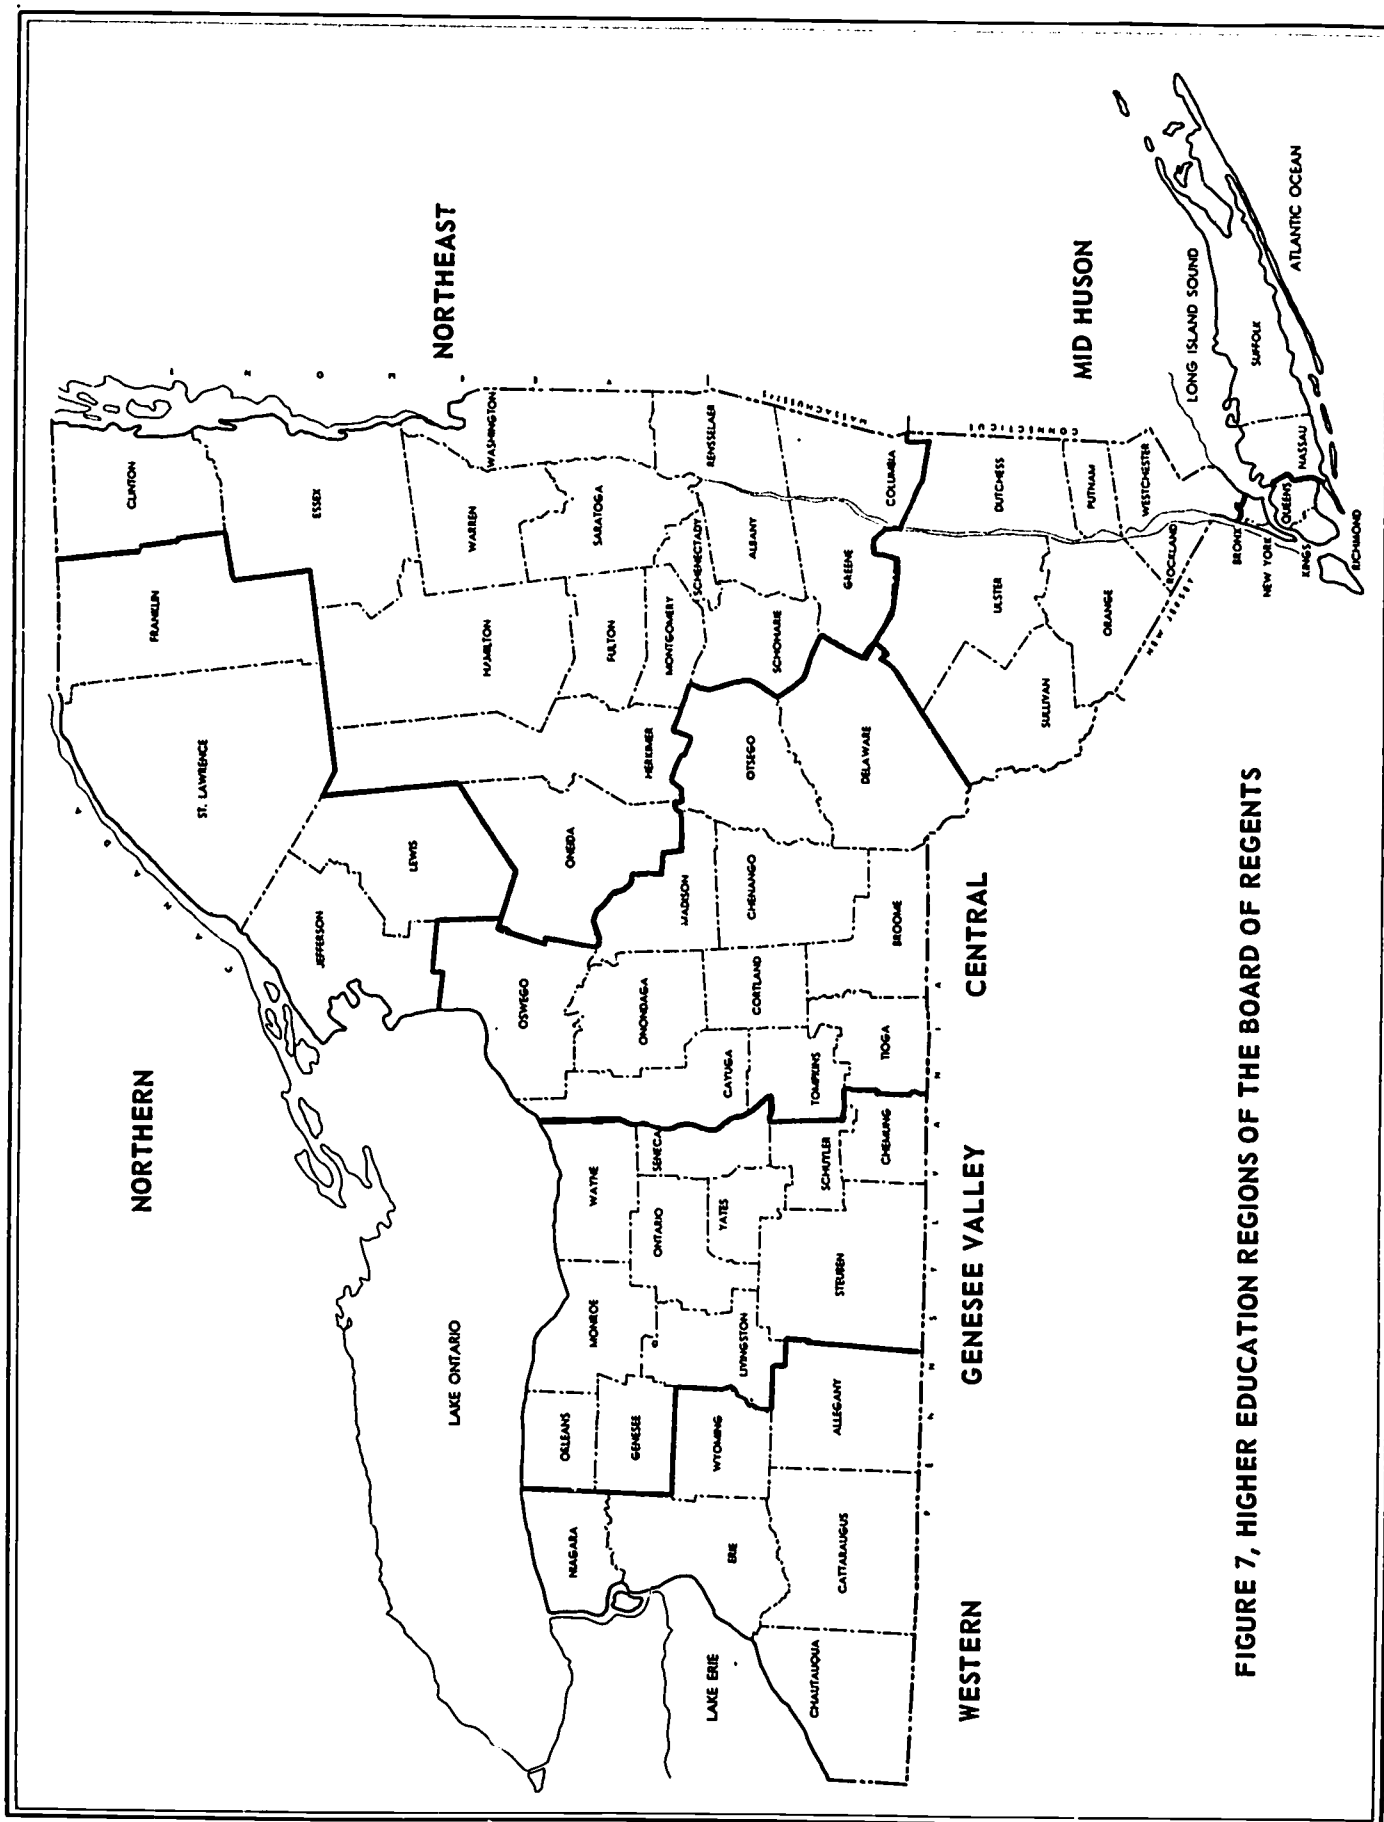 NORTHERN
NORTHEAST
CLINTON
FRANKLIN
ST. LAWRENCE
ESSEX
CANADA
JEFFERSON
LEWIS
HAMILTON
WARREN
WASHINGTON
LAKE ONTARIO
OSWEGO
ONEIDA
HERKIMER
FULTON
SARATOGA
MONTGOMERY
SCHENECTADY
RENSSELAER
NIAGARA
ORLEANS
MONROE
WAYNE
GENESEE
ONTARIO
SENECA
ONONDAGA
MADISON
OTSEGO
SCHOHARIE
ALBANY
MASSACHUSETTS
LAKE ERIE
ERIE
WYOMING
LIVINGSTON
YATES
CAYUGA
CORTLAND
CHENANGO
DELAWARE
GREENE
COLUMBIA
CHAUTAUQUA
CATTARAUGUS
ALLEGANY
STEUBEN
SCHUYLER
CHEMUNG
TOMPKINS
TIOGA
BROOME
PENNSYLVANIA
ULSTER
DUTCHESS
CONNECTICUT
SULLIVAN
ORANGE
PUTNAM
ROCKLAND
WESTCHESTER
NEW JERSEY
MID HUSON
WESTERN
GENESEE VALLEY
CENTRAL
LONG ISLAND SOUND
BRONX
NEW YORK
QUEENS
KINGS
NASSAU
SUFFOLK
RICHMOND
ATLANTIC OCEAN
FIGURE 7, HIGHER EDUCATION REGIONS OF THE BOARD OF REGENTS